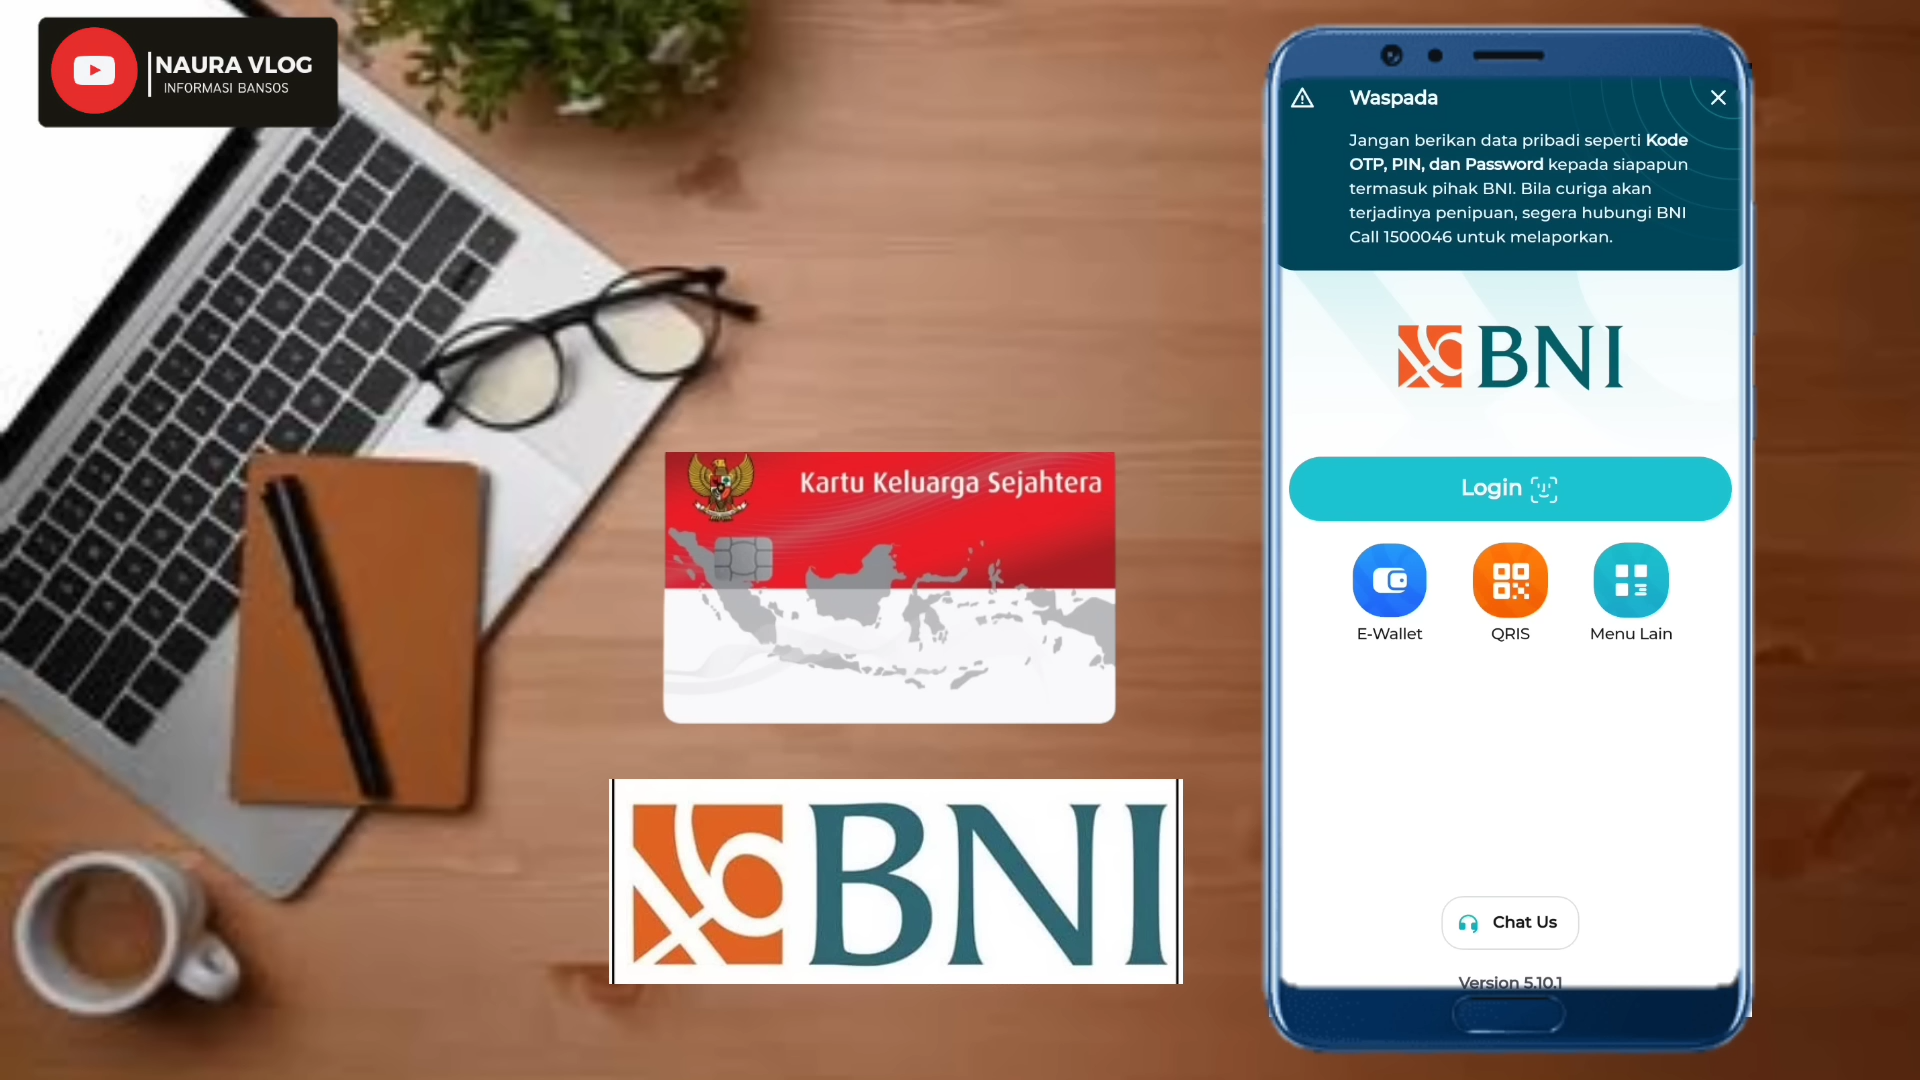 NAURA VLOG
INFORMASI BANSOS
Waspada
Jangan berikan data pribadi seperti Kode
OTP, PIN, dan Password kepada siapapun
termasuk pihak BNI. Bila curiga akan
terjadinya penipuan, segera hubungi BNI
Call 1500046 untuk melaporkan.
BNI
Login
E-Wallet
QRIS
Menu Lain
Chat Us
Version 5.10.1
Kartu Keluarga Sejahtera
BNI